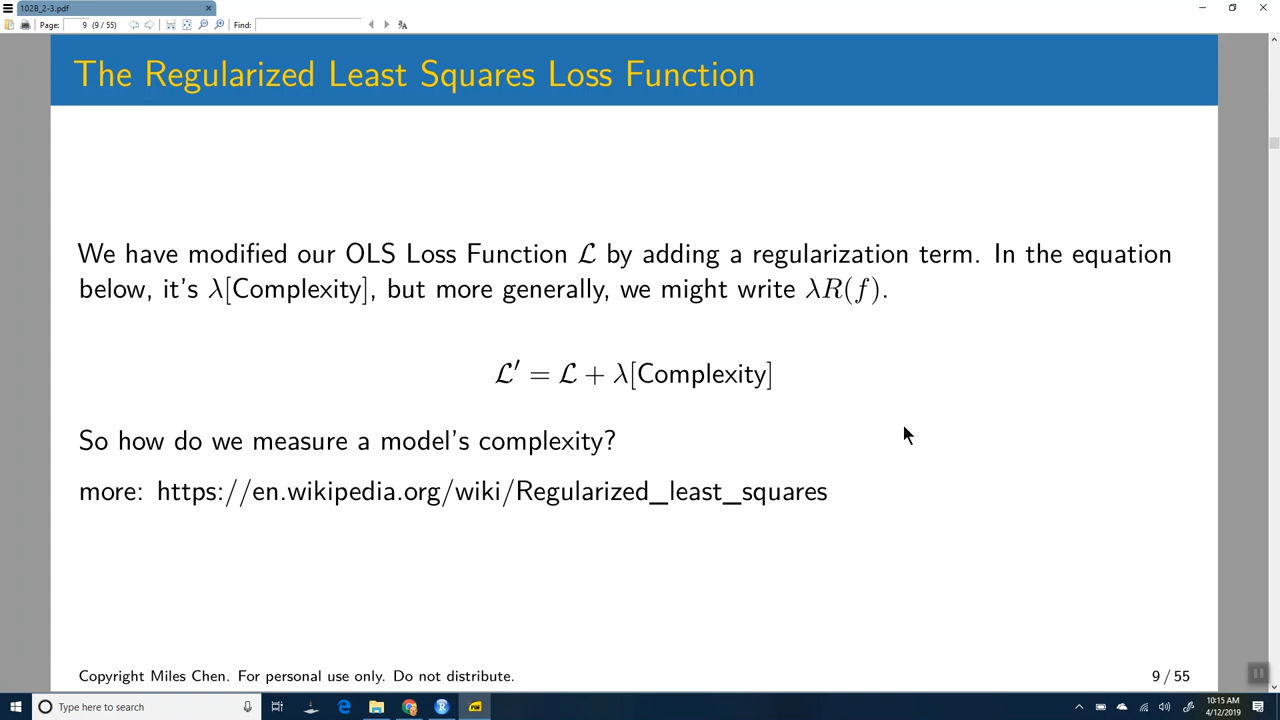 102B_2-3.pdf
Page: 9 (9 / 55) Find:
The Regularized Least Squares Loss Function
We have modified our OLS Loss Function ℒ by adding a regularization term. In the equation
below, it's λ[Complexity], but more generally, we might write λR(f).
ℒ′ = ℒ + λ[Complexity]
So how do we measure a model's complexity?
more: https://en.wikipedia.org/wiki/Regularized_least_squares
Copyright Miles Chen. For personal use only. Do not distribute. 9 / 55
Type here to search
10:15 AM
4/12/2019